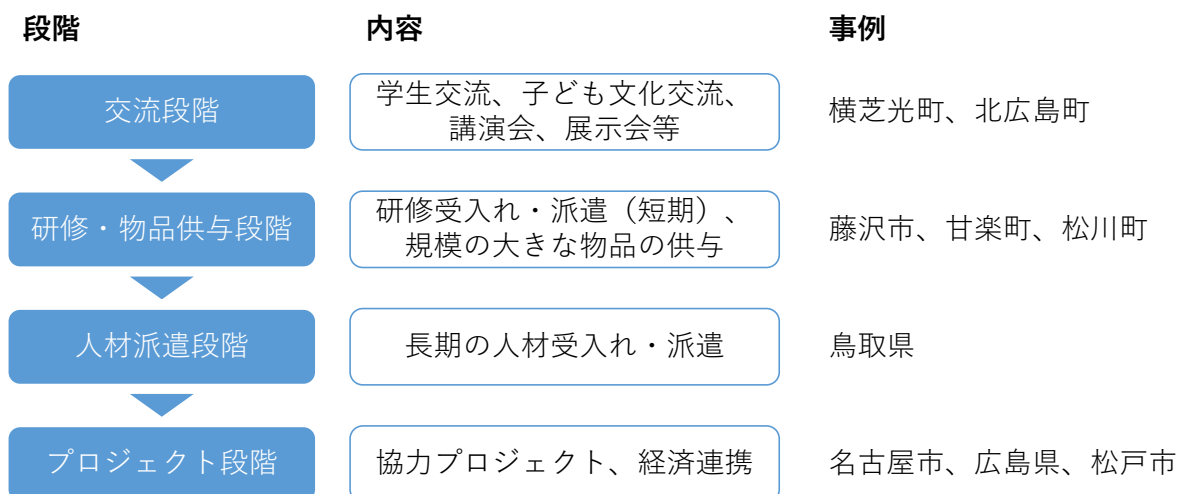 段階 内容 事例
交流段階
学生交流、子ども文化交流、
講演会、展示会等
横芝光町、北広島町
研修・物品供与段階
研修受入れ・派遣（短期）、
規模の大きな物品の供与
藤沢市、甘楽町、松川町
人材派遣段階
長期の人材受入れ・派遣
鳥取県
プロジェクト段階
協力プロジェクト、経済連携
名古屋市、広島県、松戸市